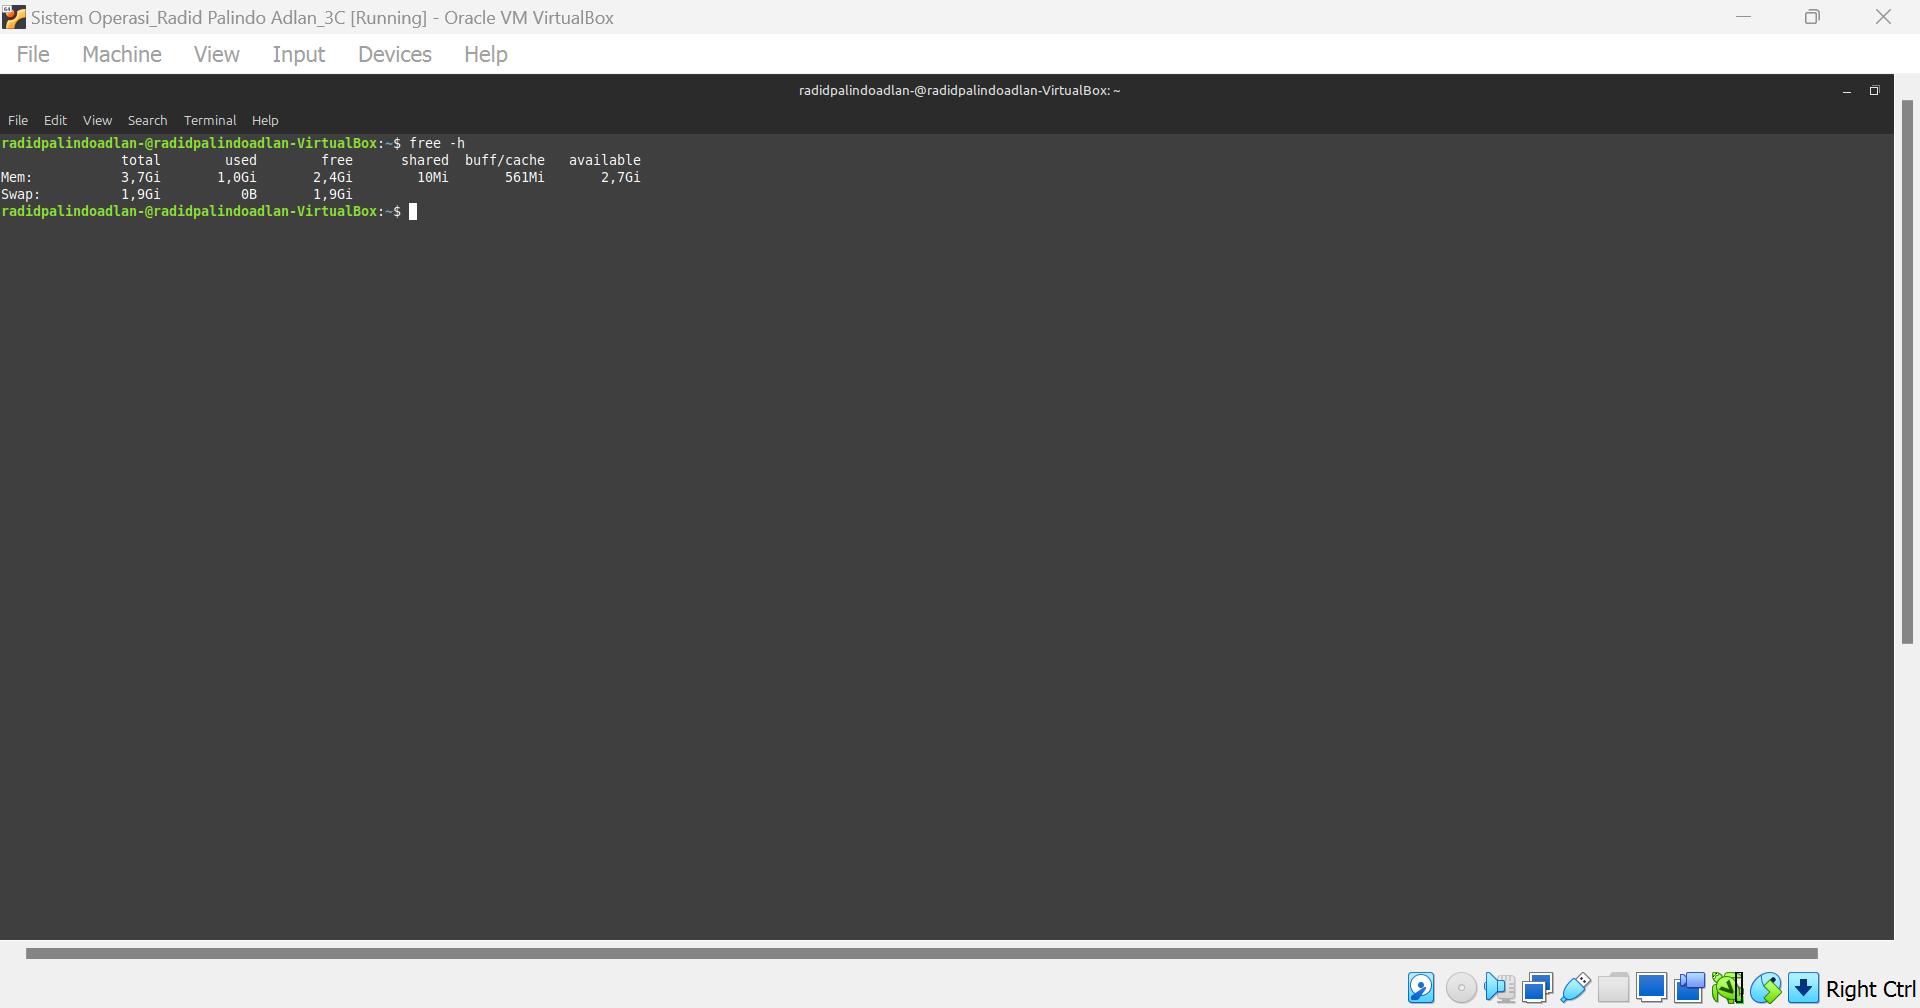 Sistem Operasi_Radid Palindo Adlan_3C [Running] - Oracle VM VirtualBox
File Machine View Input Devices Help
radidpalindoadlan-@radidpalindoadlan-VirtualBox: ~
File Edit View Search Terminal Help
radidpalindoadlan-@radidpalindoadlan-VirtualBox:~$ free -h
total used free shared buff/cache available
Mem: 3,7Gi 1,0Gi 2,4Gi 10Mi 561Mi 2,7Gi
Swap: 1,9Gi 0B 1,9Gi
radidpalindoadlan-@radidpalindoadlan-VirtualBox:~$
Right Ctrl